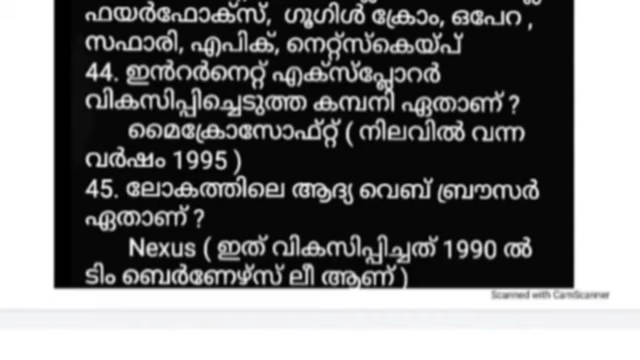 ഫയർഫോക്സ്, ഗൂഗിൾ ക്രോം, ഒപേറ ,
സഫാരി, എപിക്, നെറ്റ്സ്കെയ്പ്
44. ഇൻറർനെറ്റ് എക്സ്പ്ലോറർ
വികസിപ്പിച്ചെടുത്ത കമ്പനി ഏതാണ് ?
മൈക്രോസോഫ്റ്റ് ( നിലവിൽ വന്ന
വർഷം 1995 )
45. ലോകത്തിലെ ആദ്യ വെബ് ബ്രൗസർ
ഏതാണ് ?
Nexus ( ഇത് വികസിപ്പിച്ചത് 1990 ൽ
ടിം ബെർണേഴ്സ് ലീ ആണ് )
Scanned with CamScanner